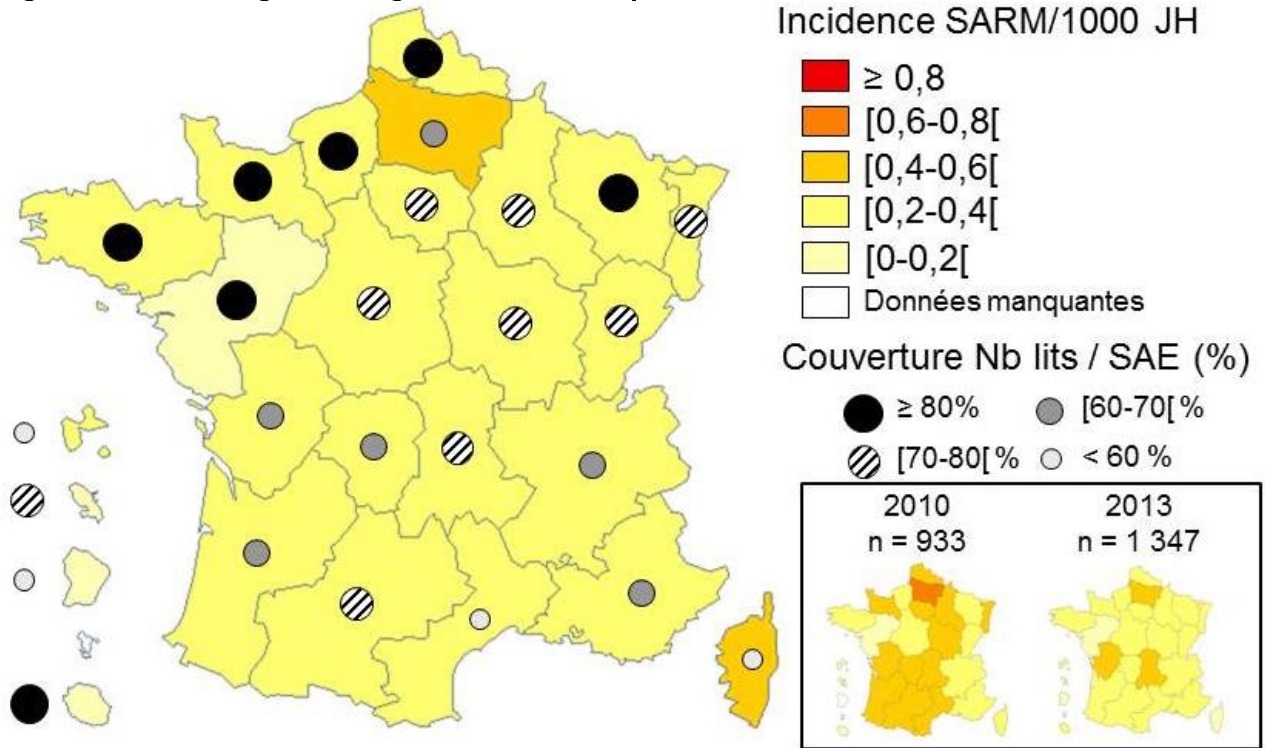 Incidence SARM/1000 JH
≥ 0,8
[0,6-0,8[
[0,4-0,6[
[0,2-0,4[
[0-0,2[
Données manquantes
Couverture Nb lits / SAE (%)
≥ 80%
[60-70[ %
[70-80[ %
< 60 %
2010
n = 933
2013
n = 1 347